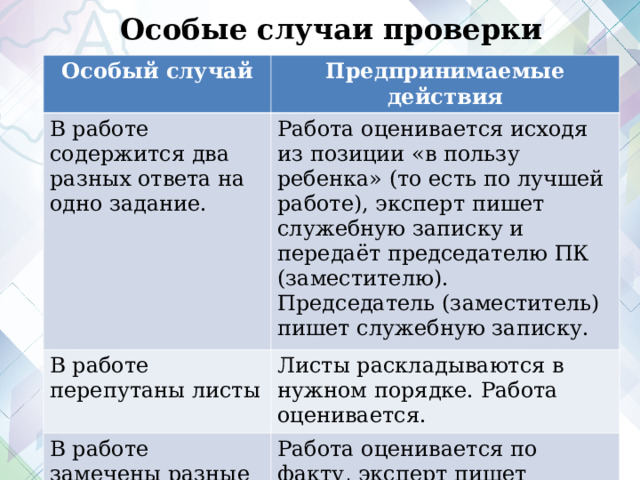 Особые случаи проверки
Особый случай
Предпринимаемые
действия
В работе
содержится два
разных ответа на
одно задание.
Работа оценивается исходя
из позиции «в пользу
ребенка» (то есть по лучшей
работе), эксперт пишет
служебную записку и
передаёт председателю ПК
(заместителю).
Председатель (заместитель)
пишет служебную записку.
В работе
перепутаны листы
Листы раскладываются в
нужном порядке. Работа
оценивается.
В работе
замечены разные
Работа оценивается по
факту, эксперт пишет